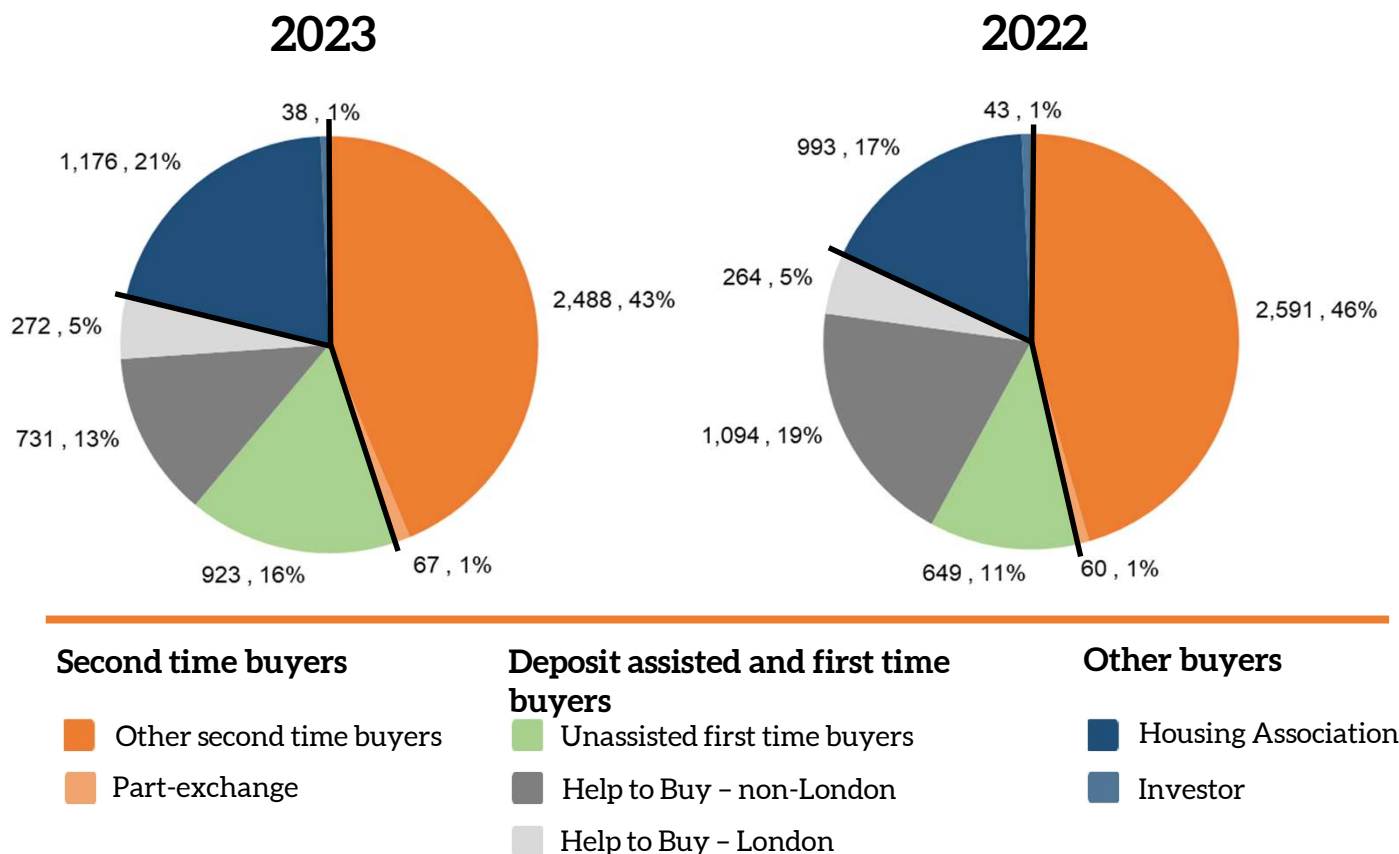 2023
38 , 1%
1,176 , 21%
2,488 , 43%
272 , 5%
731 , 13%
923 , 16%
67 , 1%
2022
43 , 1%
993 , 17%
264 , 5%
2,591 , 46%
1,094 , 19%
649 , 11%
60 , 1%
Second time buyers
Other second time buyers
Part-exchange
Deposit assisted and first time
buyers
Unassisted first time buyers
Help to Buy – non-London
Help to Buy – London
Other buyers
Housing Association
Investor